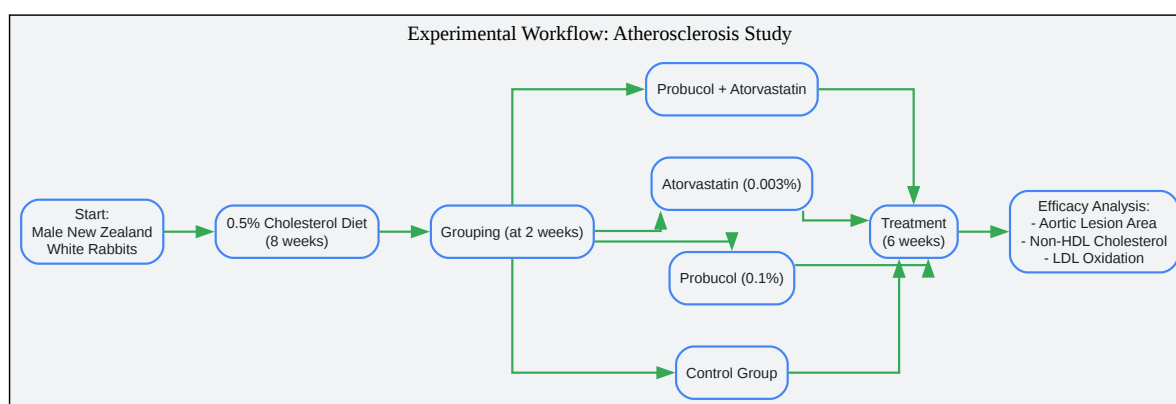 Experimental Workflow: Atherosclerosis Study
Start:
Male New Zealand
White Rabbits
0.5% Cholesterol Diet
(8 weeks)
Grouping (at 2 weeks)
Probucol + Atorvastatin
Atorvastatin (0.003%)
Probucol (0.1%)
Control Group
Treatment
(6 weeks)
Efficacy Analysis:
- Aortic Lesion Area
- Non-HDL Cholesterol
- LDL Oxidation